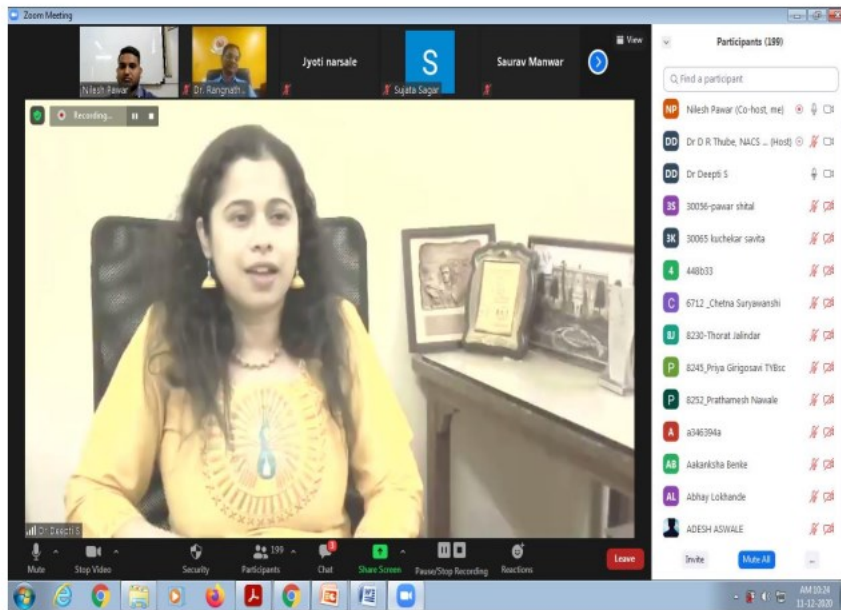 Zoom Meeting
Nilesh Pawar
Dr. Rangnath...
Jyoti narsale
S
Sujata Sagar
Saurav Manwar
View
Recording...
Dr Deepti S
Participants (199)
Find a participant
NP Nilesh Pawar (Co-host, me)
DD Dr D R Thube, NACS ... (Host)
DD Dr Deepti S
3S 30056-pawar shital
3K 30065 kuchekar savita
4 448b33
C 6712 _Chetna Suryawanshi
8J 8230-Thorat Jalindar
P 8245_Priya Girigosavi TYBsc
P 8252_Prathamesh Nawale
A a346394a
AB Aakanksha Benke
AL Abhay Lokhande
ADESH ASWALE
Invite
Mute All
...
Mute
Stop Video
Security
Participants
199
Chat
3
Share Screen
Pause/Stop Recording
Reactions
Leave
AM 10:24
11-12-2020